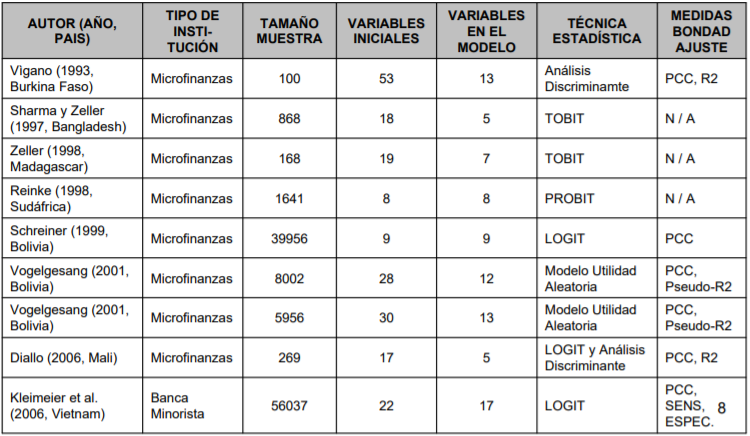 AUTOR (AÑO, PAIS) TIPO DE INSTI-TUCIÓN TAMAÑO MUESTRA VARIABLES INICIALES VARIABLES EN EL MODELO TÉCNICA ESTADÍSTICA MEDIDAS BONDAD AJUSTE
Vigano (1993, Burkina Faso) Microfinanzas 100 53 13 Análisis Discriminamte PCC, R2
Sharma y Zeller (1997, Bangladesh) Microfinanzas 868 18 5 TOBIT N / A
Zeller (1998, Madagascar) Microfinanzas 168 19 7 TOBIT N / A
Reinke (1998, Sudáfrica) Microfinanzas 1641 8 8 PROBIT N / A
Schreiner (1999, Bolivia) Microfinanzas 39956 9 9 LOGIT PCC
Vogelgesang (2001, Bolivia) Microfinanzas 8002 28 12 Modelo Utilidad Aleatoria PCC, Pseudo-R2
Vogelgesang (2001, Bolivia) Microfinanzas 5956 30 13 Modelo Utilidad Aleatoria PCC, Pseudo-R2
Diallo (2006, Mali) Microfinanzas 269 17 5 LOGIT y Análisis Discriminante PCC, R2
Kleimeier et al. (2006, Vietnam) Banca Minorista 56037 22 17 LOGIT PCC, SENS, ESPEC. 8